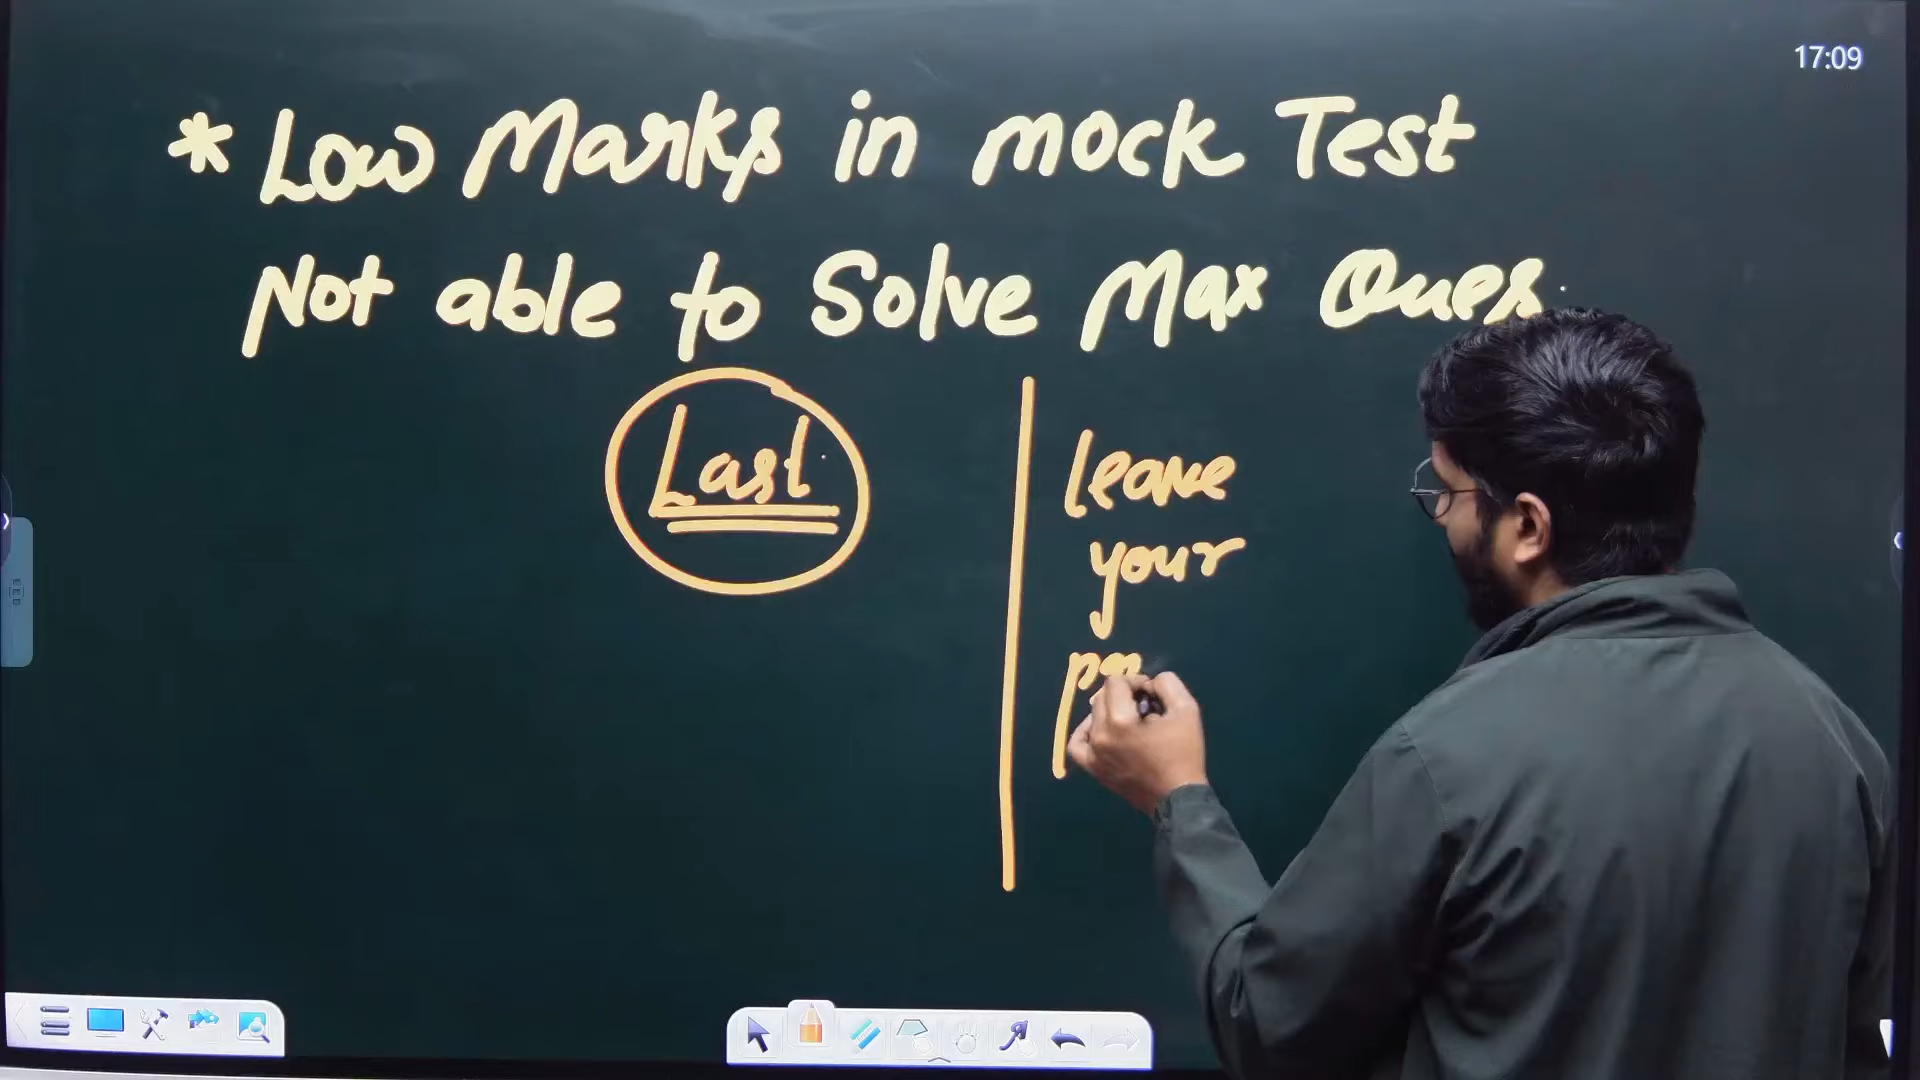 17:09
* Low Marks in mock Test
Not able to Solve Max Ques.
Last
leave
your